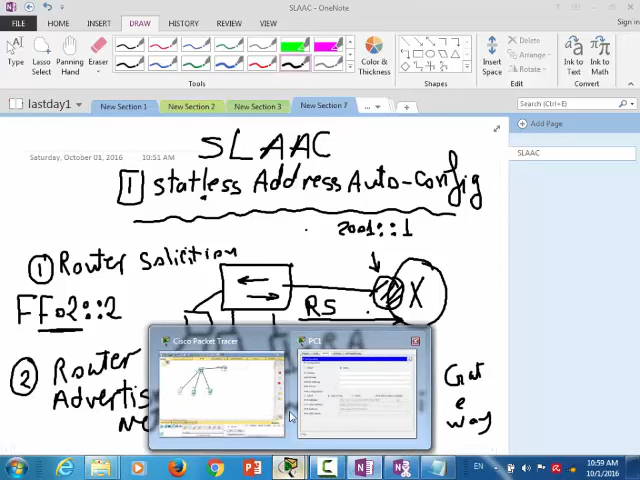 SLAAC - OneNote
Sign in
FILE HOME INSERT DRAW HISTORY REVIEW VIEW
Type Lasso Select Panning Hand Eraser Color & Thickness Insert Space Delete Arrange Rotate Ink to Text Ink to Math
Tools Shapes Edit Convert
lastday1 New Section 1 New Section 2 New Section 3 New Section 7 ... + Search (Ctrl+E)
Add Page
SLAAC
SLAAC
Saturday, October 01, 2016 10:51 AM
1 statless Address Auto-Config
2001::1
1 Router Solicition
FF02::2
RS
X
2 Router
Advertis
Gat
e
way
Cisco Packet Tracer PC1
EN
10:59 AM
10/1/2016